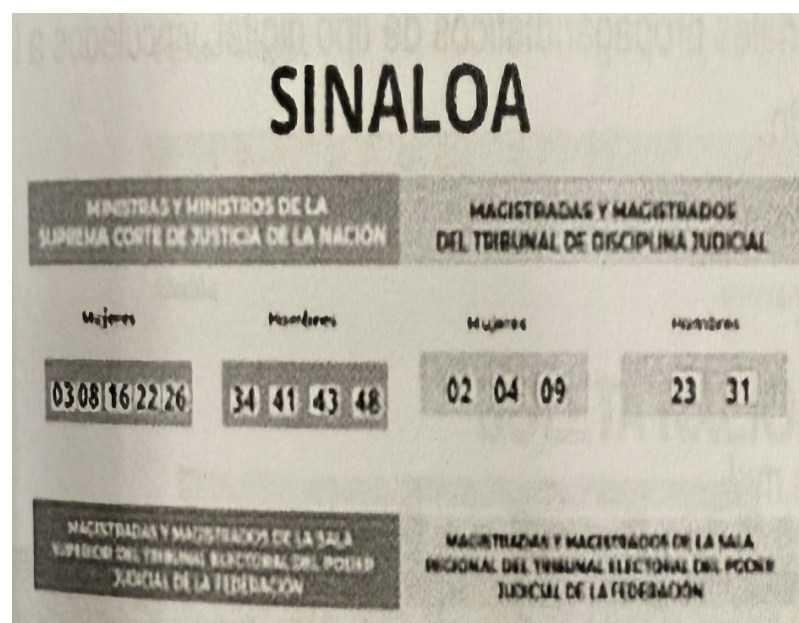 SINALOA
MINISTRAS Y MINISTROS DE LA
SUPREMA CORTE DE JUSTICIA DE LA NACIÓN
MAGISTRADAS Y MAGISTRADOS
DEL TRIBUNAL DE DISCIPLINA JUDICIAL
Mujeres
Hombres
Mujeres
Hombres
03 08 16 22 26
34 41 43 48
02 04 09
23 31
MAGISTRADAS Y MAGISTRADOS DE LA SALA
SUPERIOR DEL TRIBUNAL ELECTORAL DEL PODER
JUDICIAL DE LA FEDERACIÓN
MAGISTRADAS Y MAGISTRADOS DE LA SALA
REGIONAL DEL TRIBUNAL ELECTORAL DEL PODER
JUDICIAL DE LA FEDERACIÓN